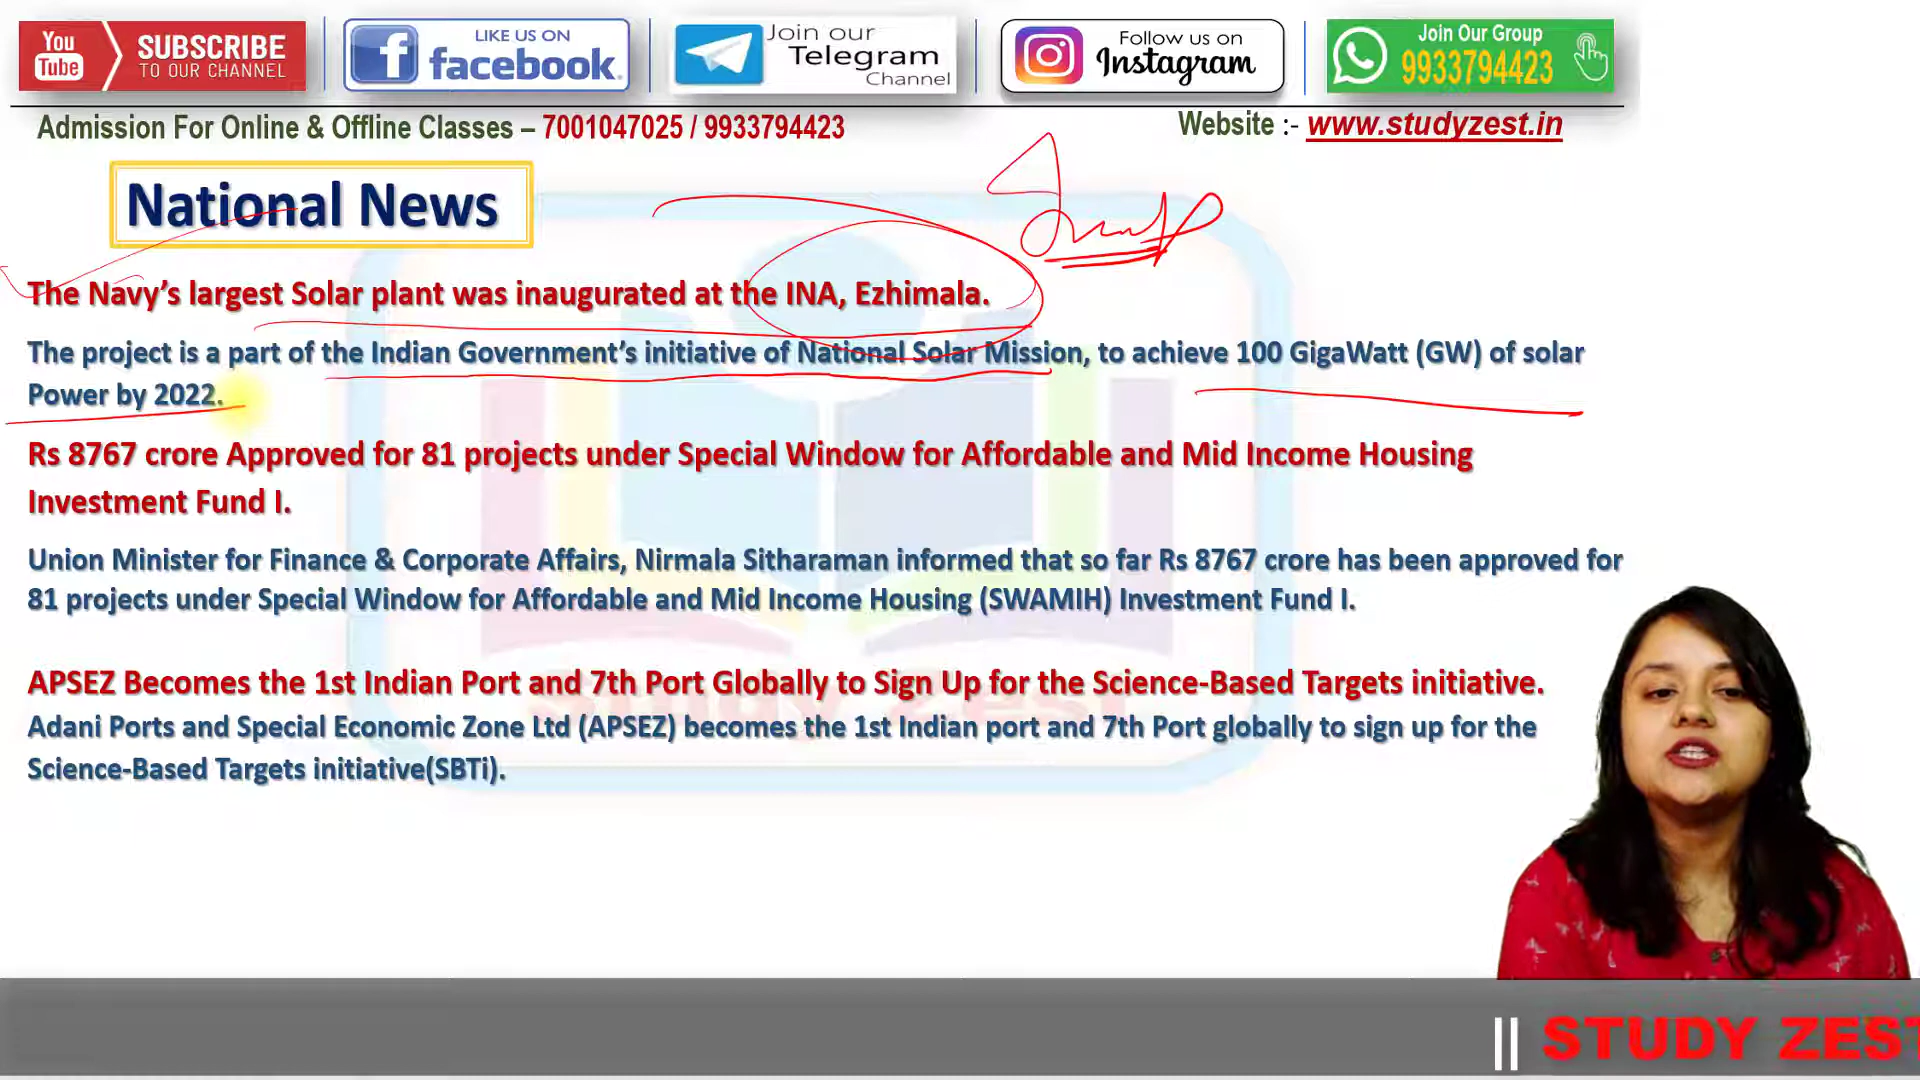 You Tube SUBSCRIBE TO OUR CHANNEL
LIKE US ON facebook.
Join our Telegram Channel
Follow us on Instagram
Join Our Group 9933794423
Admission For Online & Offline Classes – 7001047025 / 9933794423
Website :- www.studyzest.in
National News
The Navy's largest Solar plant was inaugurated at the INA, Ezhimala.
The project is a part of the Indian Government's initiative of National Solar Mission, to achieve 100 GigaWatt (GW) of solar
Power by 2022.
Rs 8767 crore Approved for 81 projects under Special Window for Affordable and Mid Income Housing
Investment Fund I.
Union Minister for Finance & Corporate Affairs, Nirmala Sitharaman informed that so far Rs 8767 crore has been approved for
81 projects under Special Window for Affordable and Mid Income Housing (SWAMIH) Investment Fund I.
APSEZ Becomes the 1st Indian Port and 7th Port Globally to Sign Up for the Science-Based Targets initiative.
Adani Ports and Special Economic Zone Ltd (APSEZ) becomes the 1st Indian port and 7th Port globally to sign up for the
Science-Based Targets initiative(SBTi).
Study Zest
|| STUDY ZEST